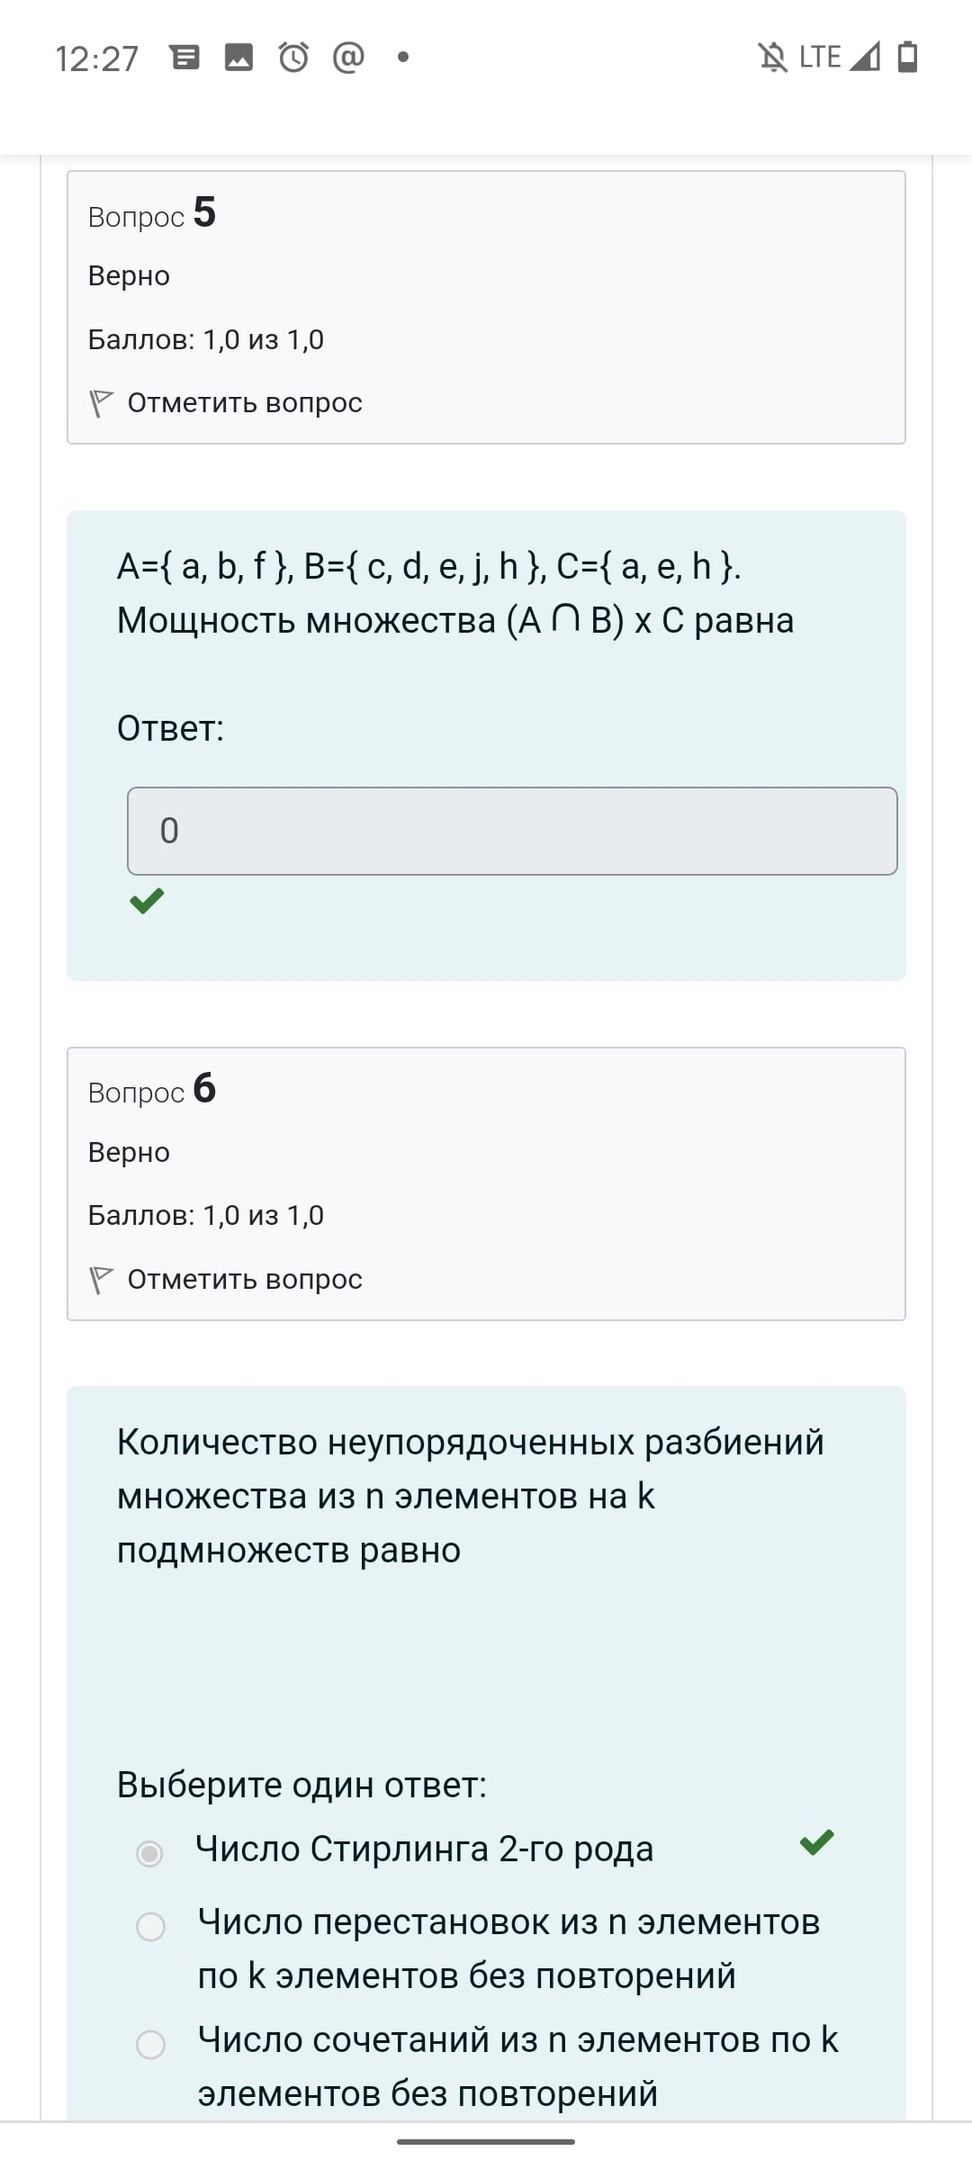 12:27 @ LTE
Вопрос 5
Верно
Баллов: 1,0 из 1,0
Отметить вопрос
A={ a, b, f }, B={ c, d, e, j, h }, C={ a, e, h }.
Мощность множества (A ⋂ B) x C равна
Ответ:
0
Вопрос 6
Верно
Баллов: 1,0 из 1,0
Отметить вопрос
Количество неупорядоченных разбиений
множества из n элементов на k
подмножеств равно
Выберите один ответ:
Число Стирлинга 2-го рода
Число перестановок из n элементов
по k элементов без повторений
Число сочетаний из n элементов по k
элементов без повторений